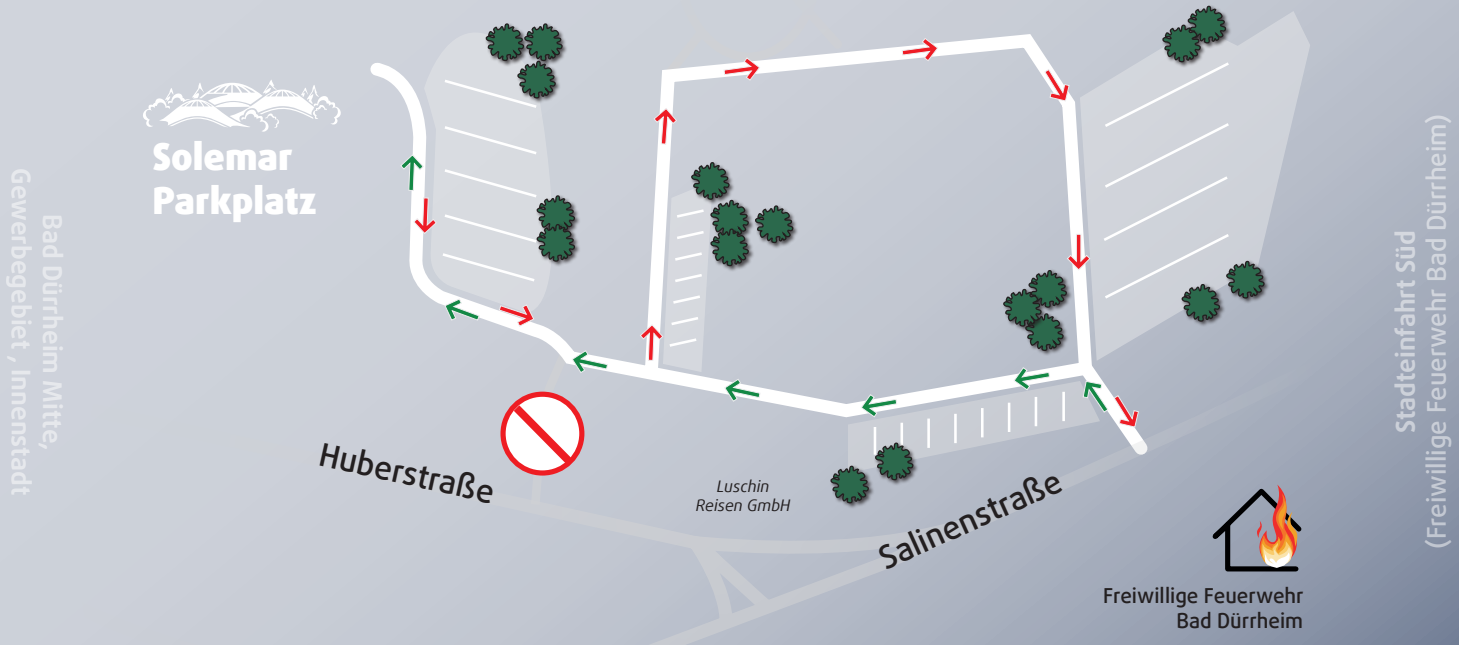 Solemar
Parkplatz
Bad Dürrheim Mitte,
Gewerbegebiet , Innenstadt
Huberstraße
Luschin
Reisen GmbH
Salinenstraße
Freiwillige Feuerwehr
Bad Dürrheim
Stadteinfahrt Süd
(Freiwillige Feuerwehr Bad Dürrheim)